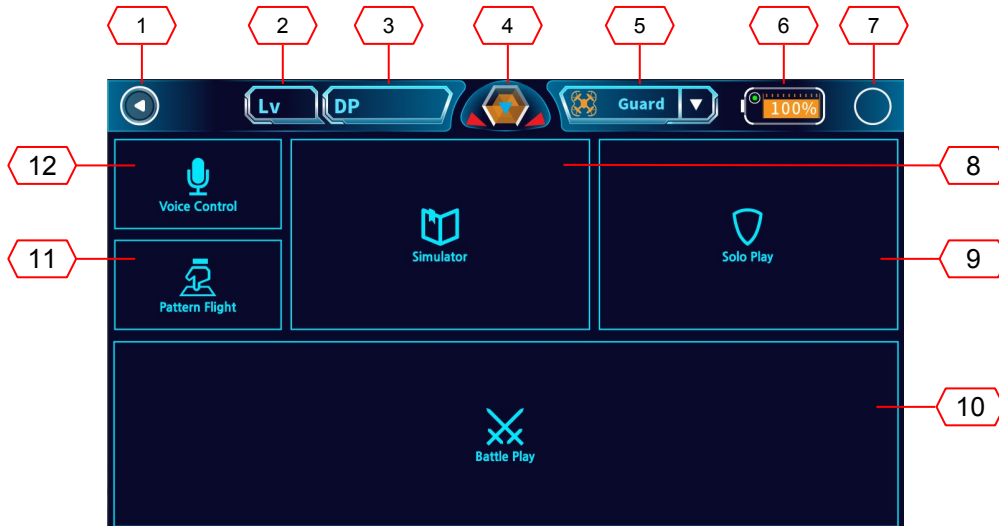 1
2
3
4
5
6
7
Lv
DP
Guard
100%
12
Voice Control
Simulator
Solo Play
8
11
Pattern Flight
9
10
Battle Play